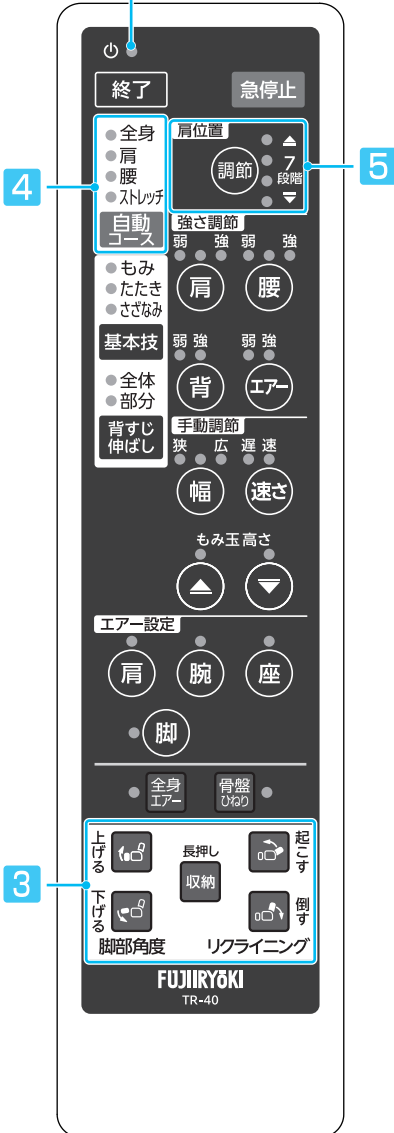 終了
急停止
4
全身
肩
腰
ストレッチ
自動
コース
肩位置
調節
▲
7
段階
▼
5
強さ調節
弱 強 弱 強
肩
腰
もみ
たたき
さざなみ
基本技
弱 強 弱 強
背
エアー
全体
部分
背すじ
伸ばし
手動調節
狭 広 遅 速
幅
速さ
もみ玉高さ
▲
▼
エアー設定
肩
腕
座
脚
全身
エアー
骨盤
ひねり
3
上げる
長押し
収納
起こす
下げる
倒す
脚部角度
リクライニング
FUJIIRYOKI
TR-40